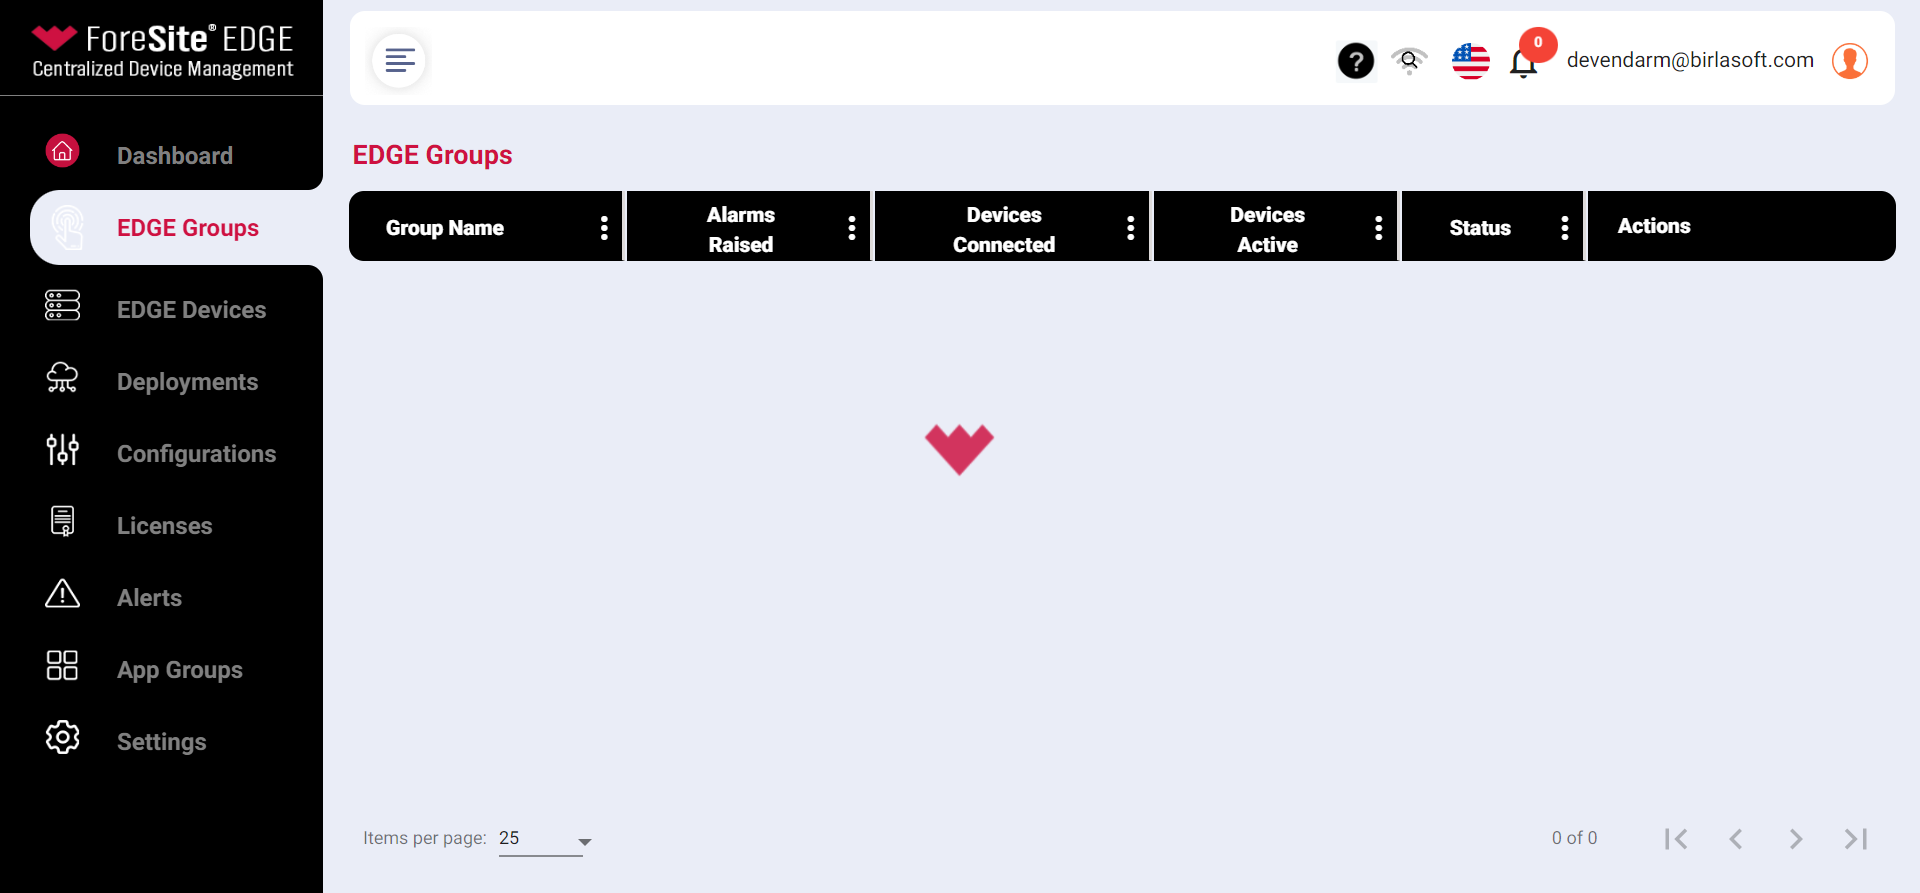 ForeSite® EDGE
Centralized Device Management
?
0
devendarm@birlasoft.com
Dashboard
EDGE Groups
EDGE Devices
Deployments
Configurations
Licenses
Alerts
App Groups
Settings
EDGE Groups
Group Name
Alarms
Raised
Devices
Connected
Devices
Active
Status
Actions
Items per page: 25
0 of 0